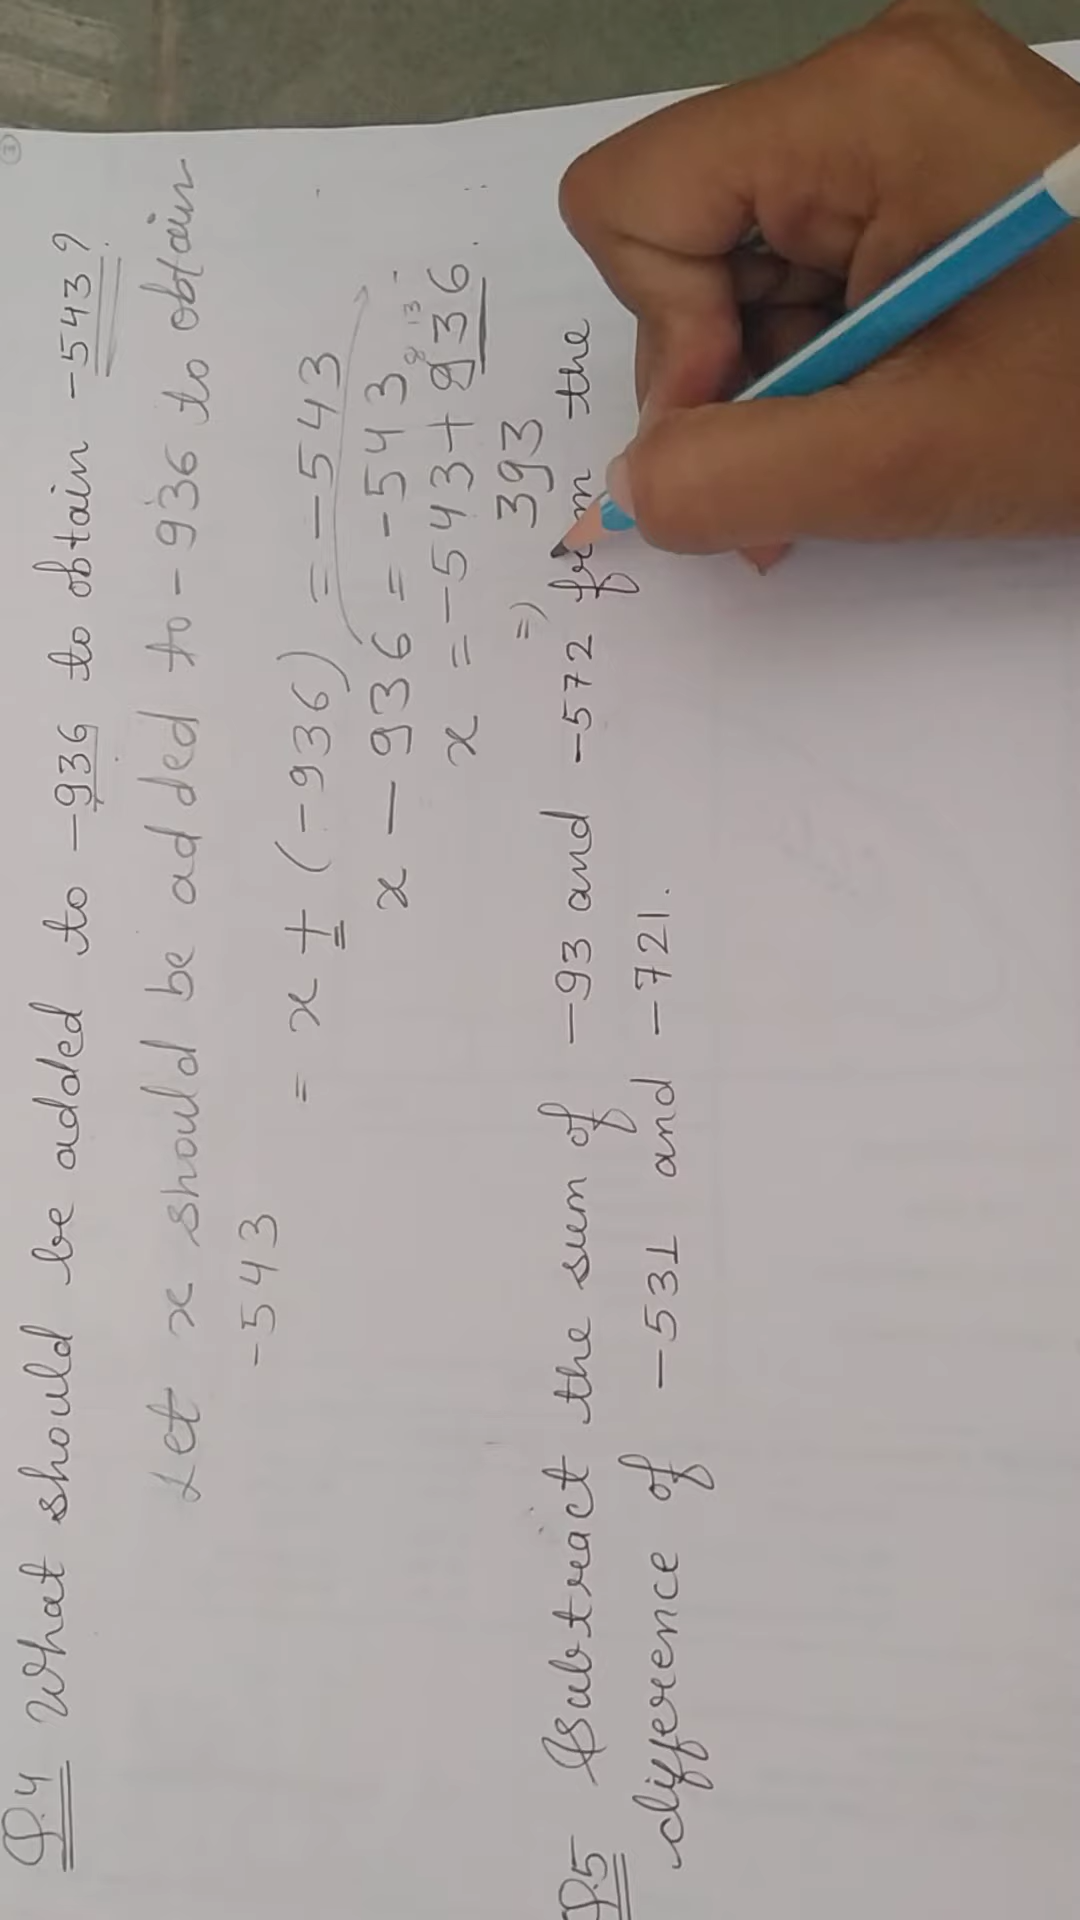 Q.4 What should be added to -936 to obtain -543?
Let x should be added to -936 to obtain
-543
= x + (-936) = -543
x - 936 = -543
8 13
x = -543 + 936
=) 393
Q.5 Subtract the sum of -93 and -572 from the
difference of -531 and -721.